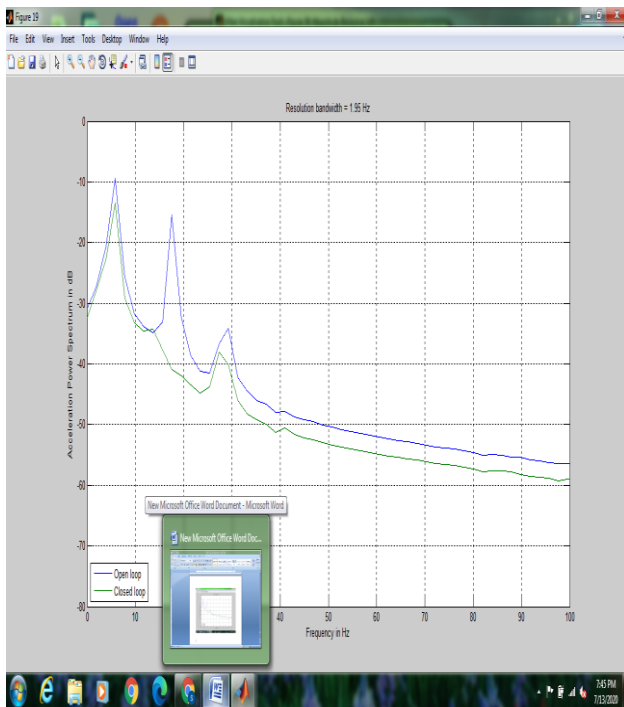 Figure 19
File Edit View Insert Tools Desktop Window Help
Resolution bandwidth = 1.95 Hz
Acceleration Power Spectrum in dB
0
-10
-20
-30
-40
-50
-60
-70
-80
0 10 40 50 60 70 80 90 100
Frequency in Hz
Open loop
Closed loop
New Microsoft Office Word Document - Microsoft Word
New Microsoft Office Word Doc...
7:45 PM
7/13/2020